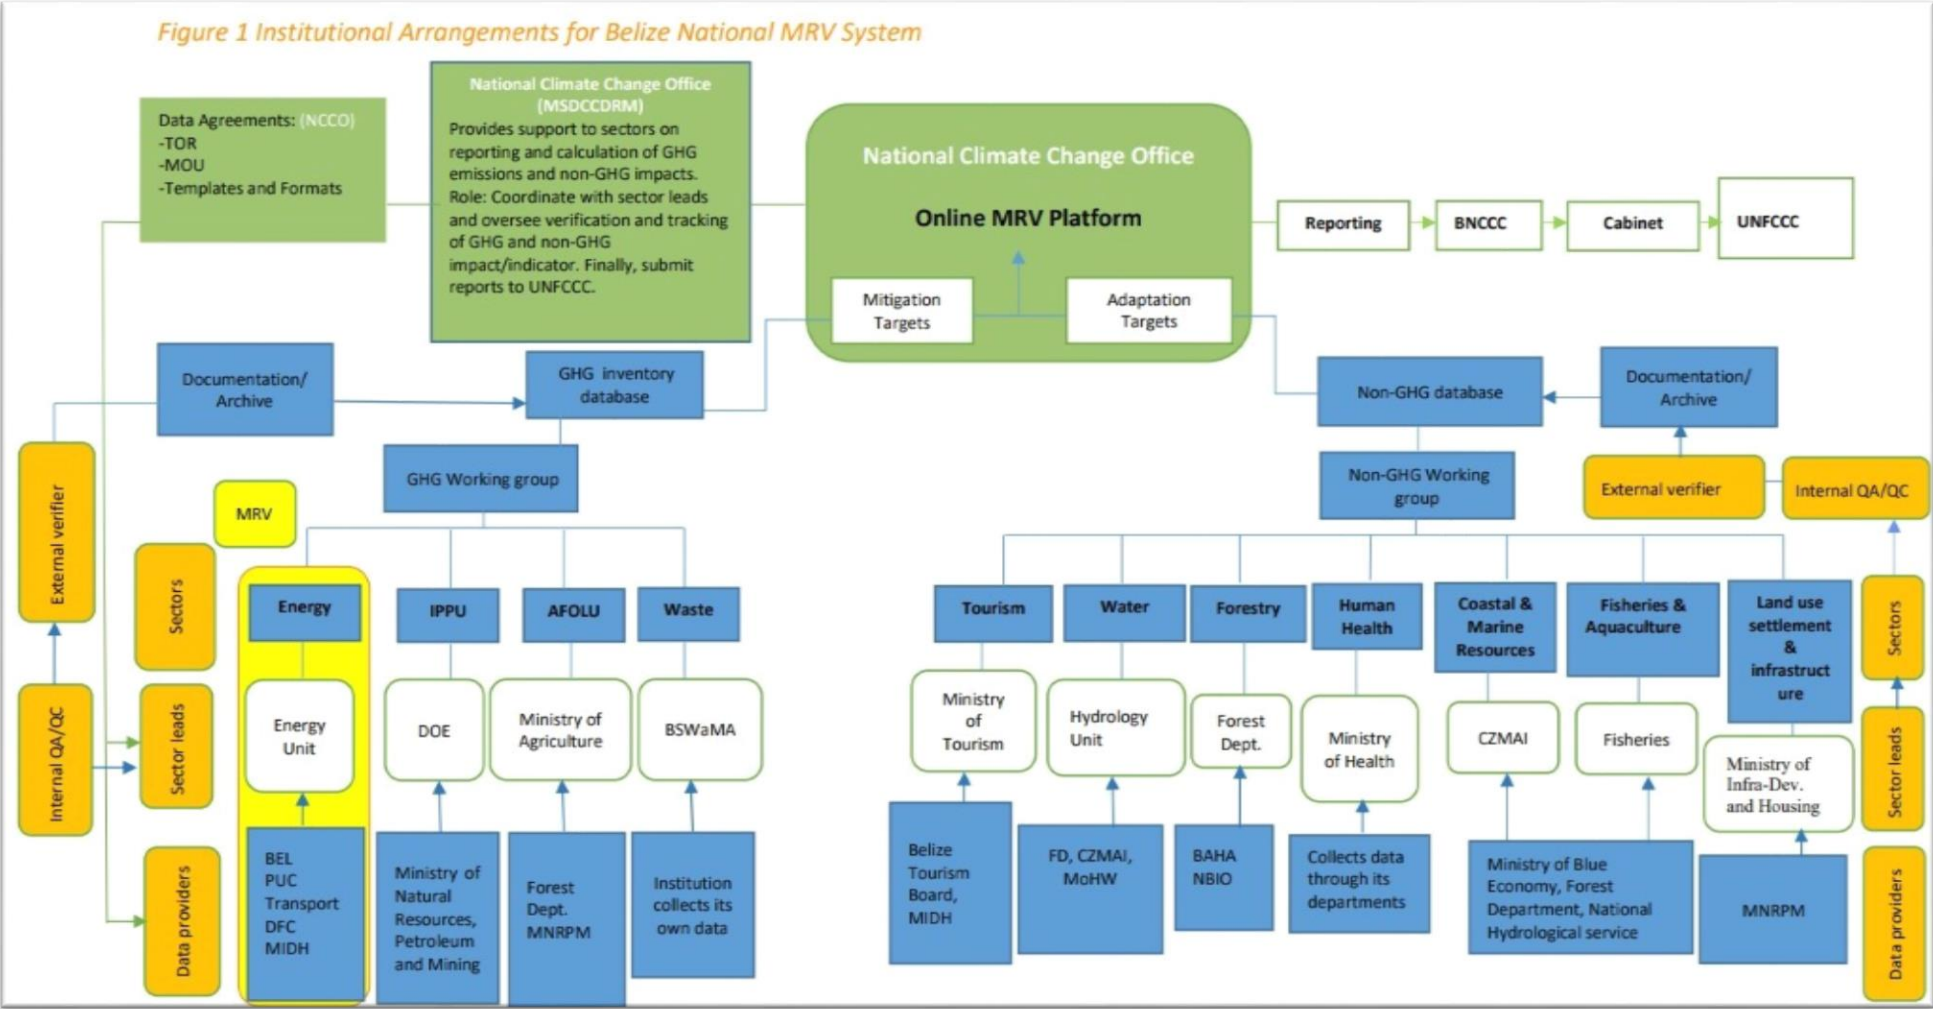 Figure 1 Institutional Arrangements for Belize National MRV System
Data Agreements: (NCCO)
-TOR
-MOU
-Templates and Formats
National Climate Change Office
(MSDCCDRM)
Provides support to sectors on
reporting and calculation of GHG
emissions and non-GHG impacts.
Role: Coordinate with sector leads
and oversee verification and tracking
of GHG and non-GHG
impact/indicator. Finally, submit
reports to UNFCCC.
National Climate Change Office
Online MRV Platform
Mitigation
Targets
Adaptation
Targets
Reporting
BNCCC
Cabinet
UNFCCC
Documentation/
Archive
GHG inventory
database
Non-GHG database
Documentation/
Archive
GHG Working group
Non-GHG Working
group
External verifier
Internal QA/QC
External verifier
Internal QA/QC
MRV
Sectors
Sector leads
Data providers
Energy
IPPU
AFOLU
Waste
Energy
Unit
DOE
Ministry of
Agriculture
BSWaMA
BEL
PUC
Transport
DFC
MIDH
Ministry of
Natural
Resources,
Petroleum
and Mining
Forest
Dept.
MNRPM
Institution
collects its
own data
Tourism
Water
Forestry
Human
Health
Coastal &
Marine
Resources
Fisheries &
Aquaculture
Land use
settlement
&
infrastruct
ure
Ministry
of
Tourism
Hydrology
Unit
Forest
Dept.
Ministry
of Health
CZMAI
Fisheries
Ministry of
Infra-Dev.
and Housing
Belize
Tourism
Board,
MIDH
FD, CZMAI,
MoHW
BAHA
NBIO
Collects data
through its
departments
Ministry of Blue
Economy, Forest
Department, National
Hydrological service
MNRPM
Sectors
Sector leads
Data providers